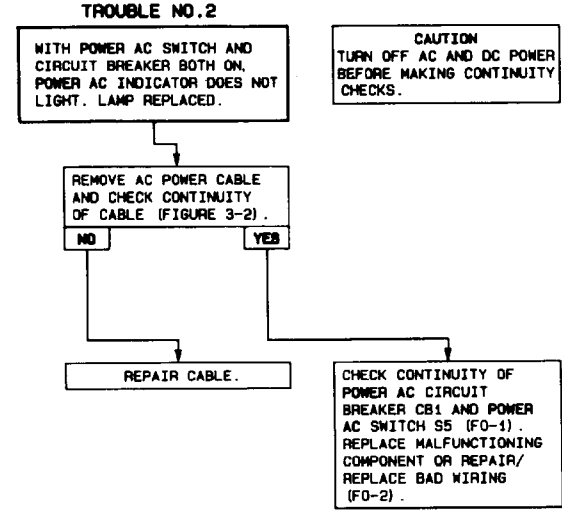 TROUBLE NO.2
WITH POWER AC SWITCH AND
CIRCUIT BREAKER BOTH ON,
POWER AC INDICATOR DOES NOT
LIGHT. LAMP REPLACED.
CAUTION
TURN OFF AC AND DC POWER
BEFORE MAKING CONTINUITY
CHECKS.
REMOVE AC POWER CABLE
AND CHECK CONTINUITY
OF CABLE (FIGURE 3-2).
NO
YES
REPAIR CABLE.
CHECK CONTINUITY OF
POWER AC CIRCUIT
BREAKER CB1 AND POWER
AC SWITCH S5 (FO-1).
REPLACE MALFUNCTIONING
COMPONENT OR REPAIR/
REPLACE BAD WIRING
(FO-2).